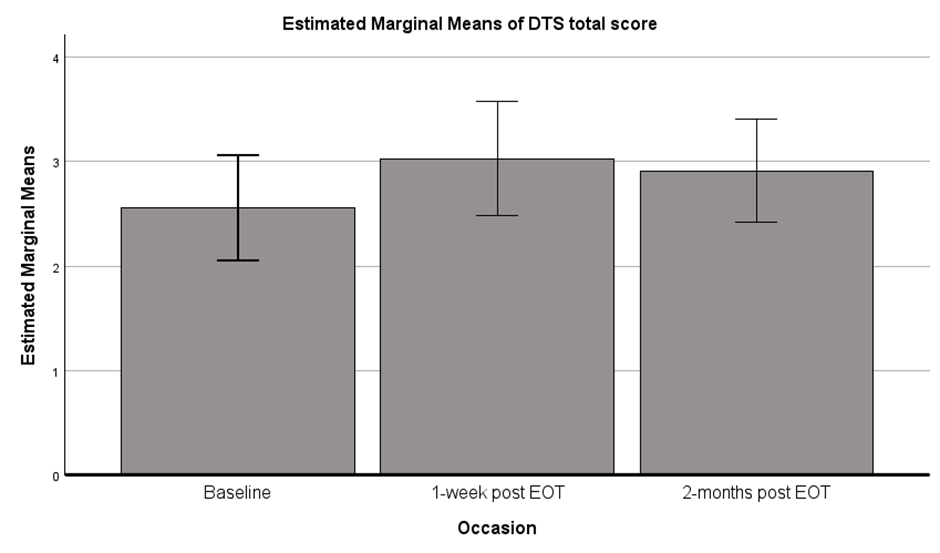 Estimated Marginal Means of DTS total score
Estimated Marginal Means
4
3
2
1
0
Baseline
1-week post EOT
2-months post EOT
Occasion